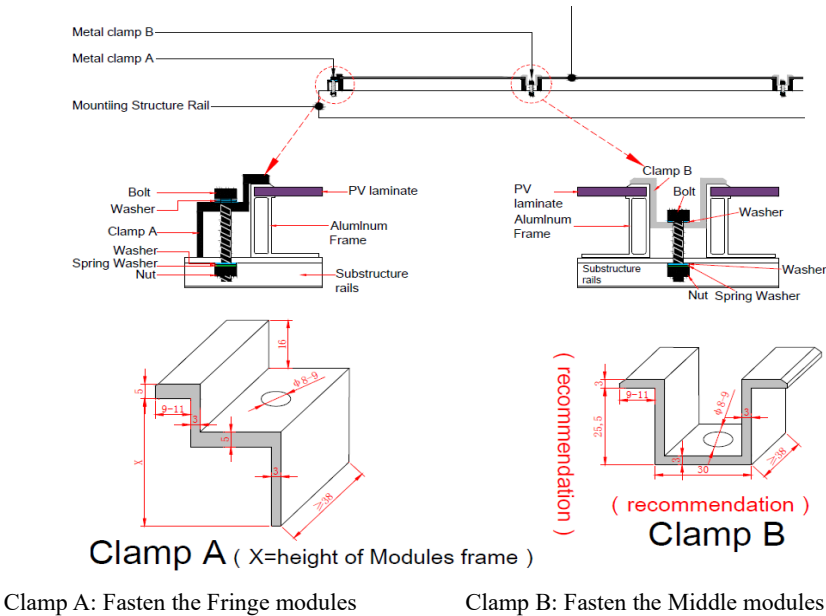 Metal clamp B
Metal clamp A
Mountiing Structure Rail
Bolt
Washer
Clamp A
Washer
Spring Washer
Nut
PV laminate
Alumlnum
Frame
Substructure
rails
Clamp B
PV
laminate
Bolt
Alumlnum
Frame
Washer
Substructure
rails
Washer
Nut
Spring Washer
16
5
9-11
3
φ8-9
5
X
3
≥38
( recommendation )
3
9-11
25.5
φ8-9
3
3
30
≥38
( recommendation )
Clamp A ( X=height of Modules frame )
Clamp B
Clamp A: Fasten the Fringe modules
Clamp B: Fasten the Middle modules